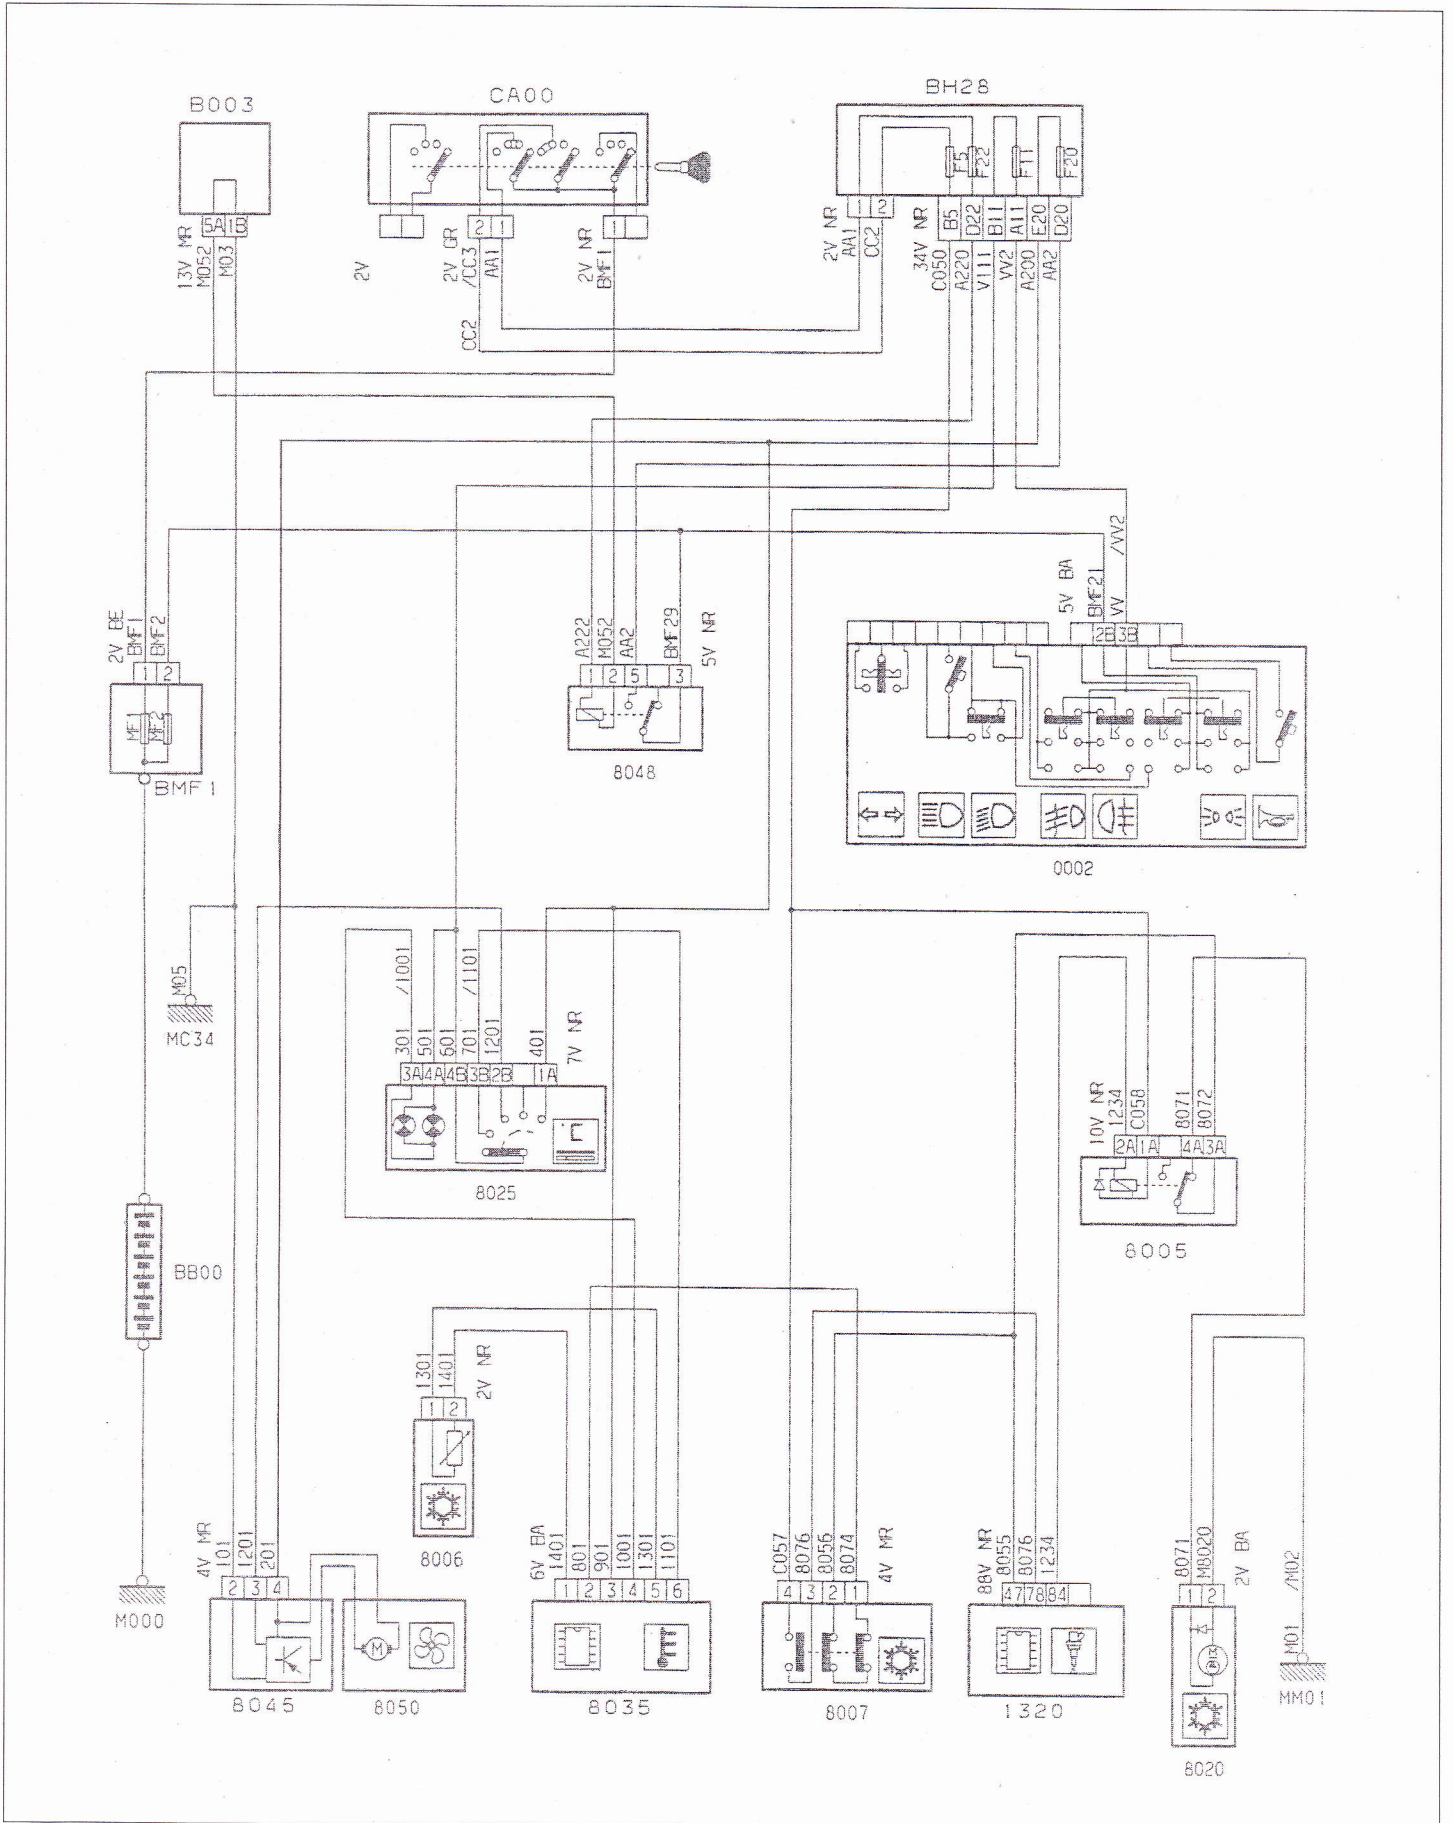 B003
CA00
BH28
F5
F22
F11
F20
5A 1B
2 1
1
1 2
B5
D22
B11
A11
E20
D20
13V MR
M052
M03
2V
2V GR
/CC3
AA1
2V NR
BMF1
2V NR
AA1
CC2
34V NR
C050
A220
V111
VV2
A200
AA2
CC2
2V BE
BMF1
BMF2
1 2
MF1
MF2
BMF1
A222
M052
AA2
BMF29
5V NR
1 2 5 3
8048
5V BA
BMF21
VV
/VV2
2B 3B
0002
M05
MC34
/1001
/1101
301
501
601
701
1201
401
7V NR
3A 4A 4B 3B 2B 1A
°C
8025
10V NR
1234
C058
8071
8072
2A 1A 4A 3A
8005
BB00
1301
1401
2V NR
1 2
8006
M000
4V MR
101
1201
201
2 3 4
M
8045
8050
6V BA
1401
801
901
1001
1301
1101
1 2 3 4 5 6
8035
C057
8076
8056
8074
4V MR
4 3 2 1
8007
88V NR
8055
8076
1234
47 78 84
1320
8071
M8020
2V BA
1 2
8020
/M02
M01
MM01